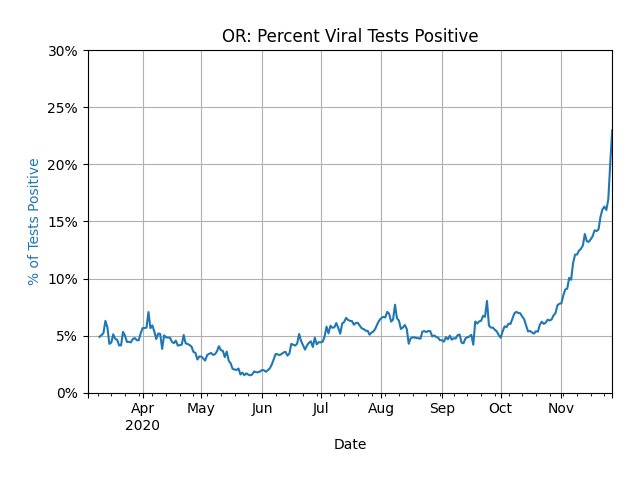 OR: Percent Viral Tests Positive
30%
25%
20%
15%
10%
5%
0%
% of Tests Positive
Apr May Jun Jul Aug Sep Oct Nov
2020
Date